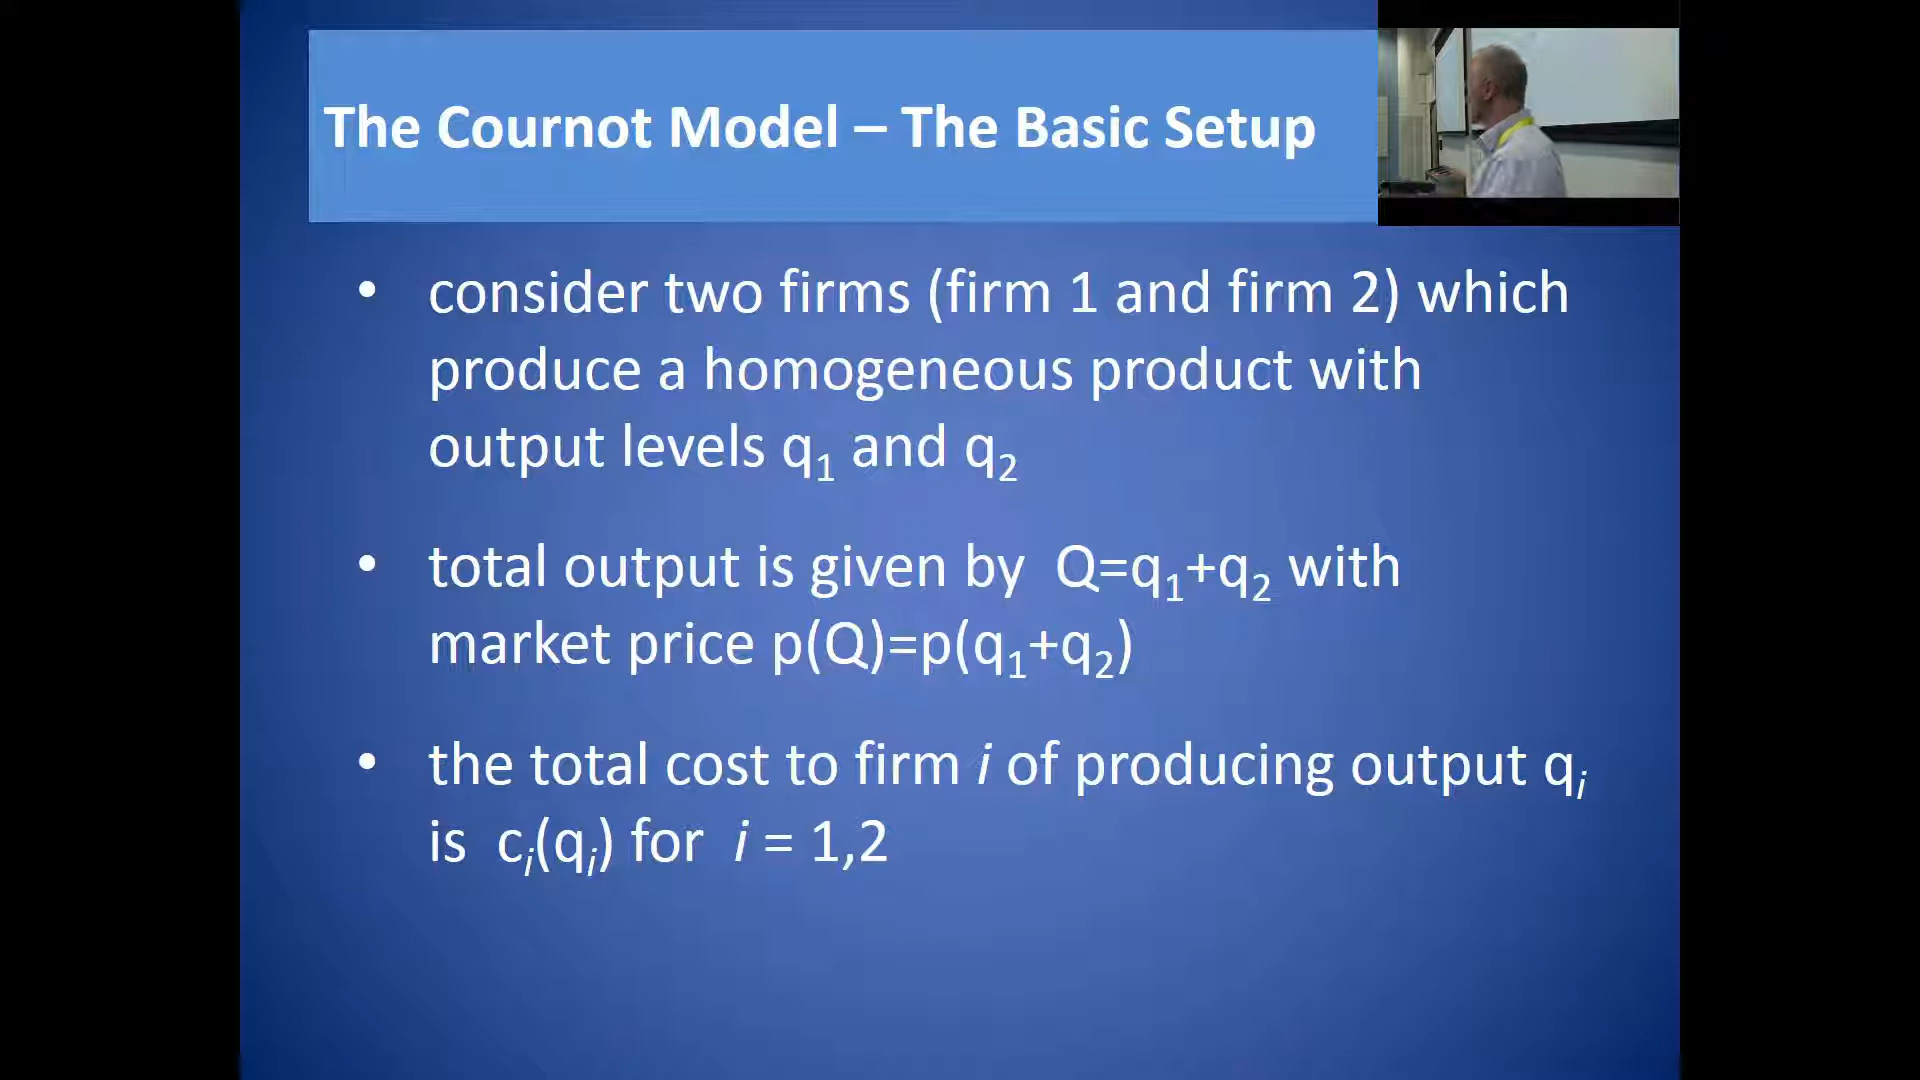 The Cournot Model – The Basic Setup
• consider two firms (firm 1 and firm 2) which
produce a homogeneous product with
output levels q₁ and q₂
• total output is given by Q=q₁+q₂ with
market price p(Q)=p(q₁+q₂)
• the total cost to firm i of producing output qᵢ
is cᵢ(qᵢ) for i = 1,2